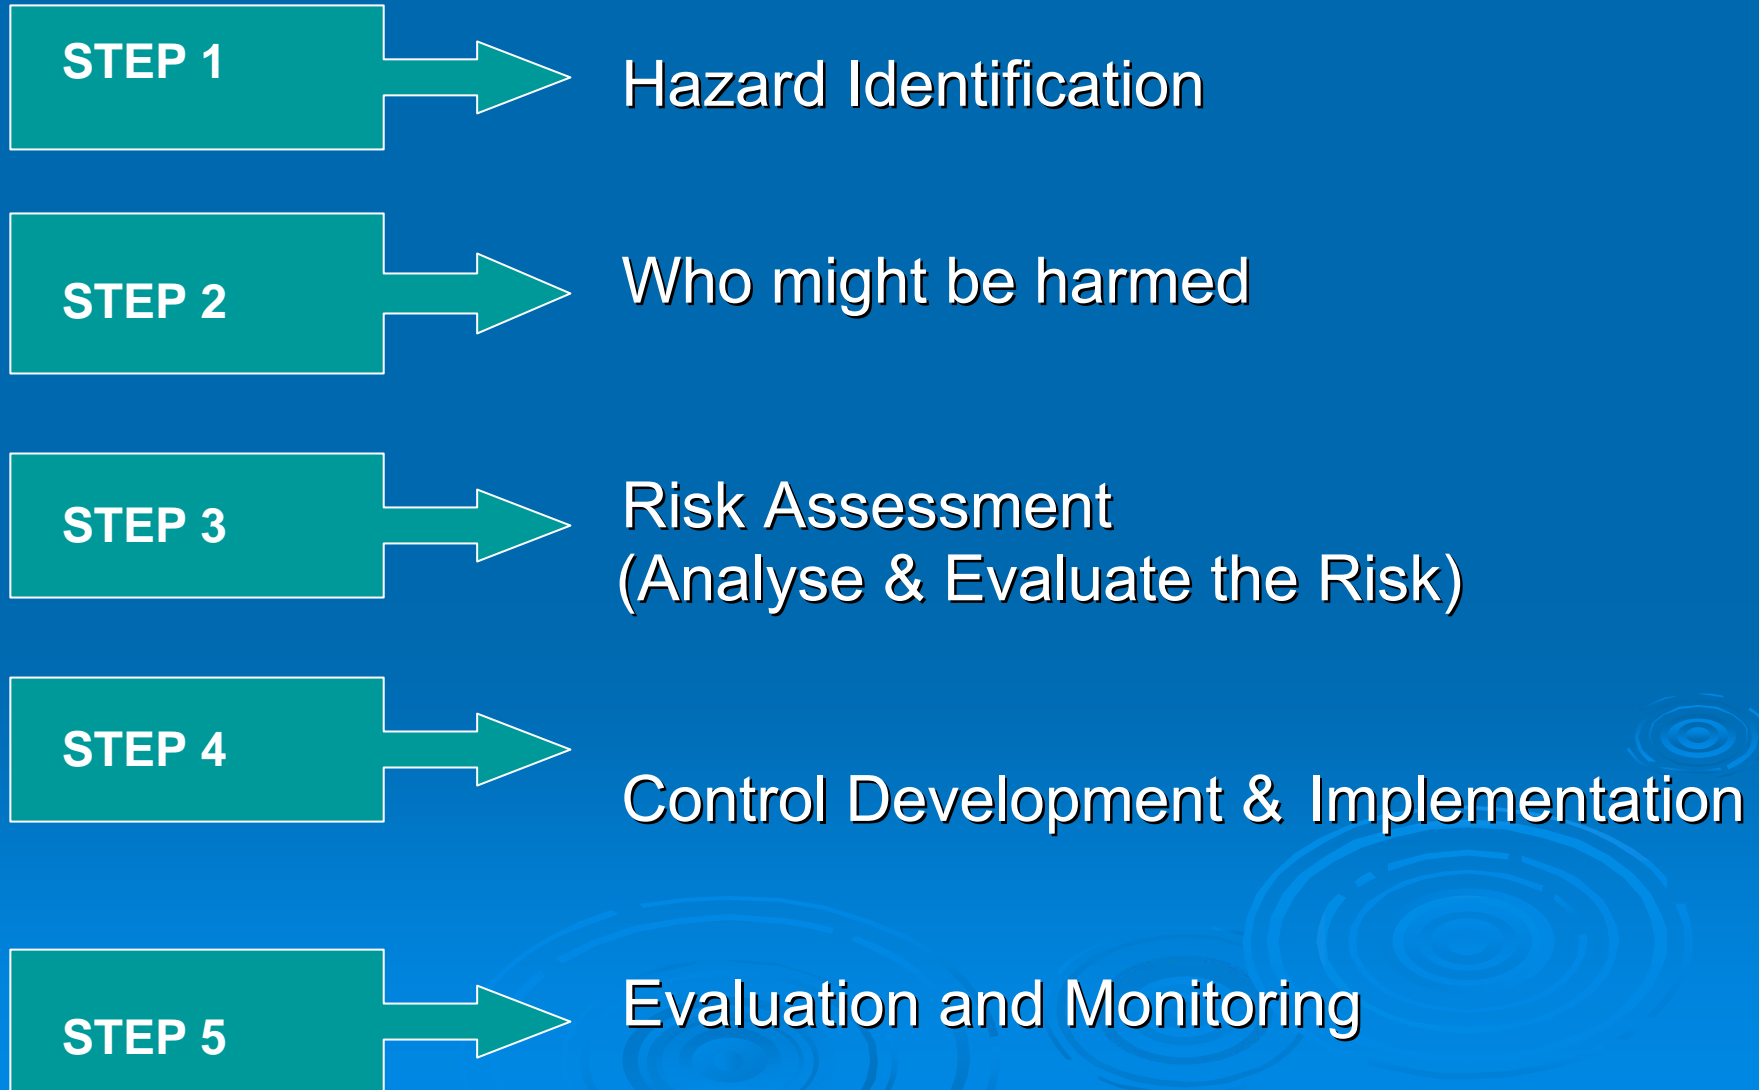 STEP 1
Hazard Identification
STEP 2
Who might be harmed
STEP 3
Risk Assessment
(Analyse & Evaluate the Risk)
STEP 4
Control Development & Implementation
STEP 5
Evaluation and Monitoring